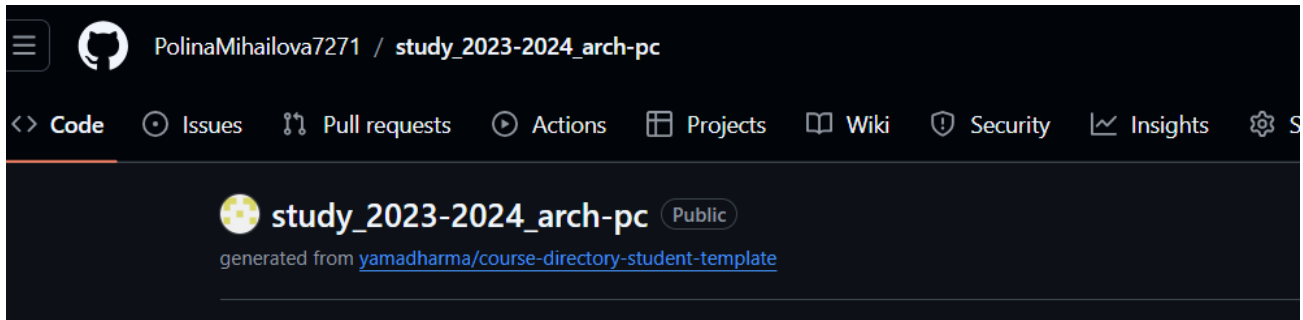 PolinaMihailova7271 / study_2023-2024_arch-pc
Code Issues Pull requests Actions Projects Wiki Security Insights S
study_2023-2024_arch-pc Public
generated from yamadharma/course-directory-student-template